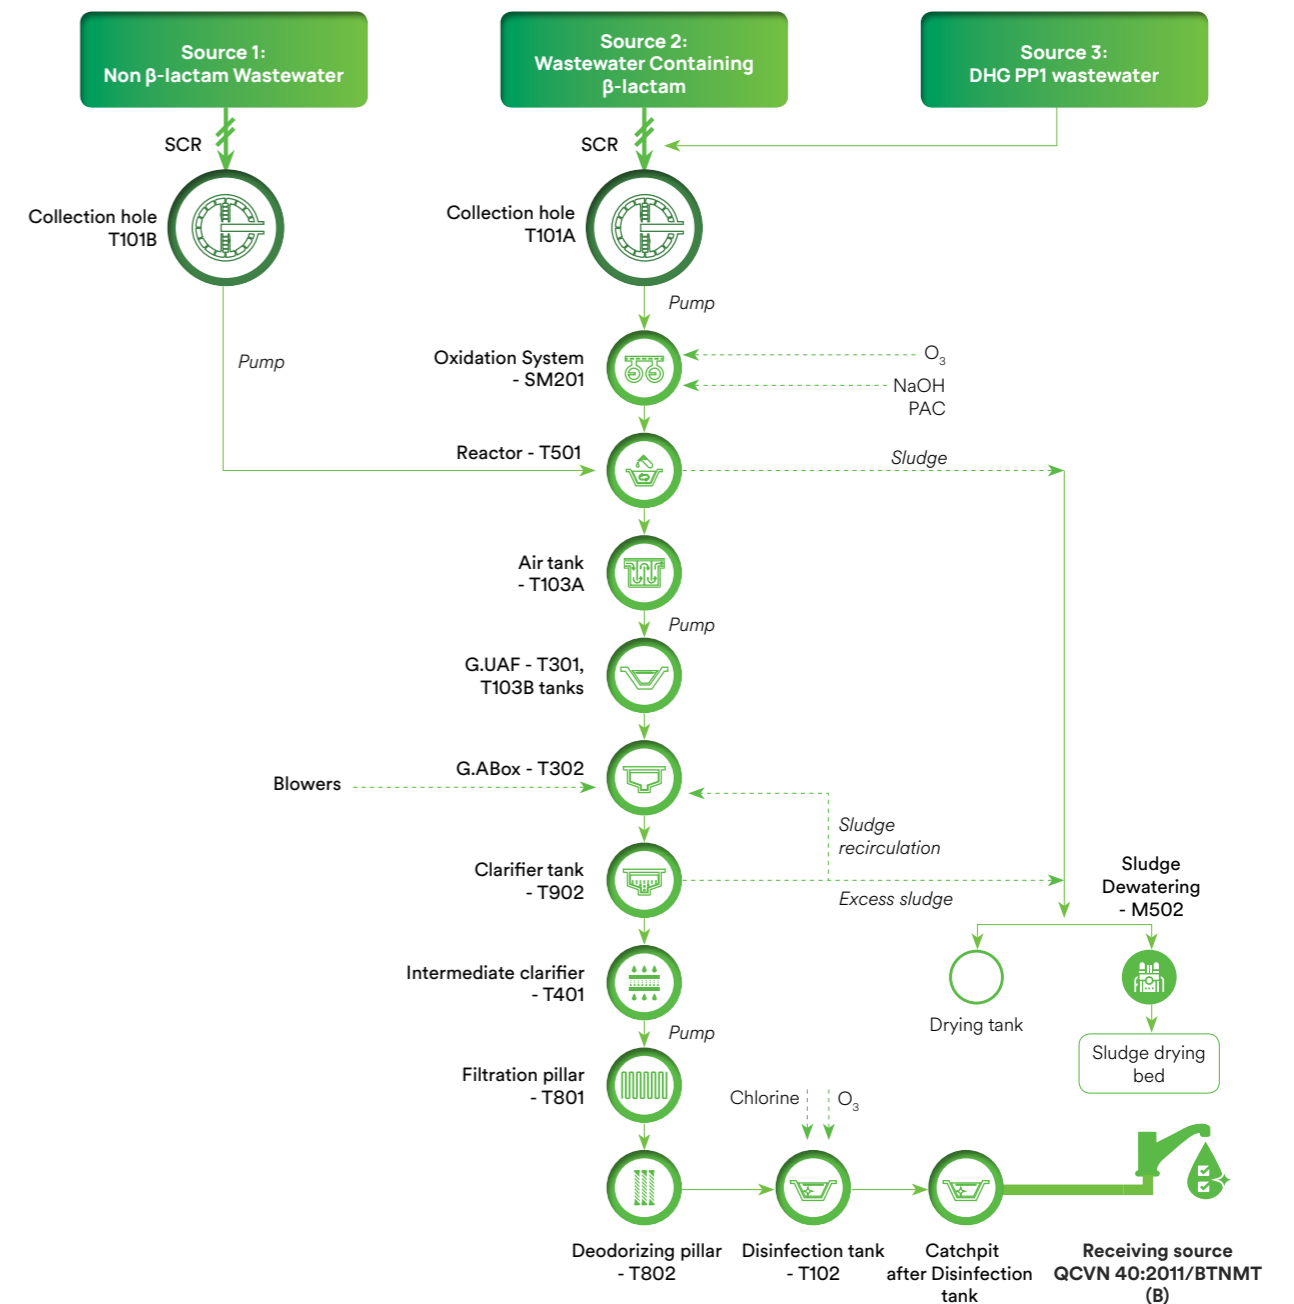 Source 1:
Non β-lactam Wastewater
Source 2:
Wastewater Containing
β-lactam
Source 3:
DHG PP1 wastewater
SCR
SCR
Collection hole
T101B
Collection hole
T101A
Pump
Pump
Oxidation System
- SM201
O3
NaOH
PAC
Reactor - T501
Sludge
Air tank
- T103A
Pump
G.UAF - T301,
T103B tanks
G.ABox - T302
Blowers
Sludge
recirculation
Clarifier tank
- T902
Excess sludge
Sludge
Dewatering
- M502
Intermediate clarifier
- T401
Drying tank
Pump
Sludge drying
bed
Filtration pillar
- T801
Chlorine
O3
Deodorizing pillar
- T802
Disinfection tank
- T102
Catchpit
after Disinfection
tank
Receiving source
QCVN 40:2011/BTNMT
(B)